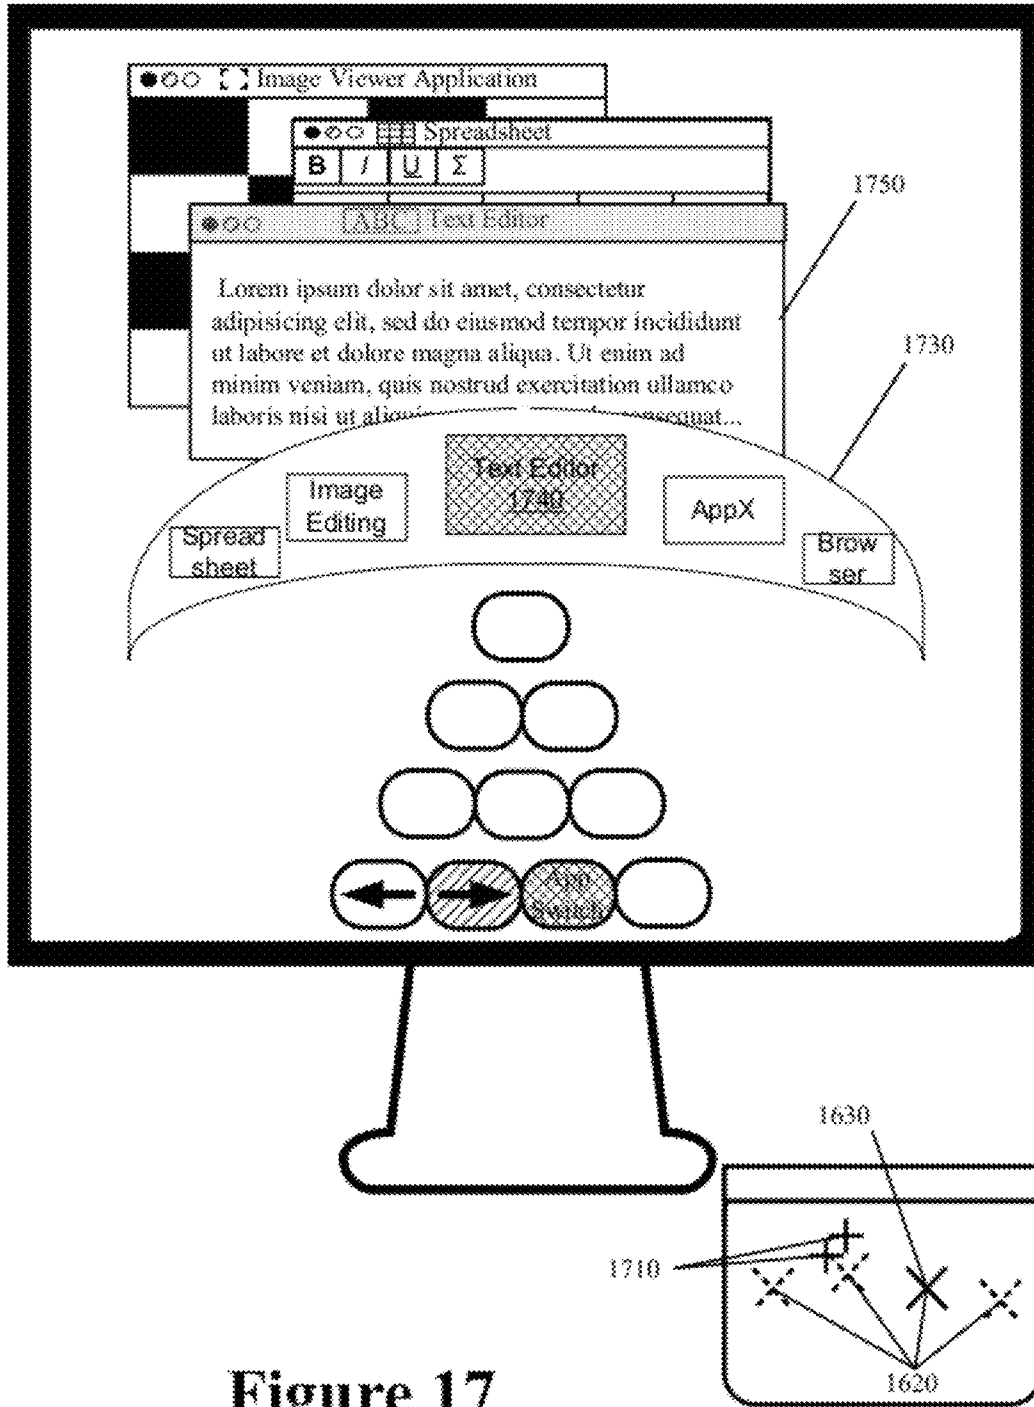 Image Viewer Application
Spreadsheet
B I U Σ
ABC Text Editor
1750
Lorem ipsum dolor sit amet, consectetur
adipisicing elit, sed do eiusmod tempor incididunt
ut labore et dolore magna aliqua. Ut enim ad
minim veniam, quis nostrud exercitation ullamco
laboris nisi ut consequat...
1730
Text Editor
1740
Image
Editing
AppX
Spread
sheet
Brow
ser
App
Switch
1630
1710
1620
Figure 17